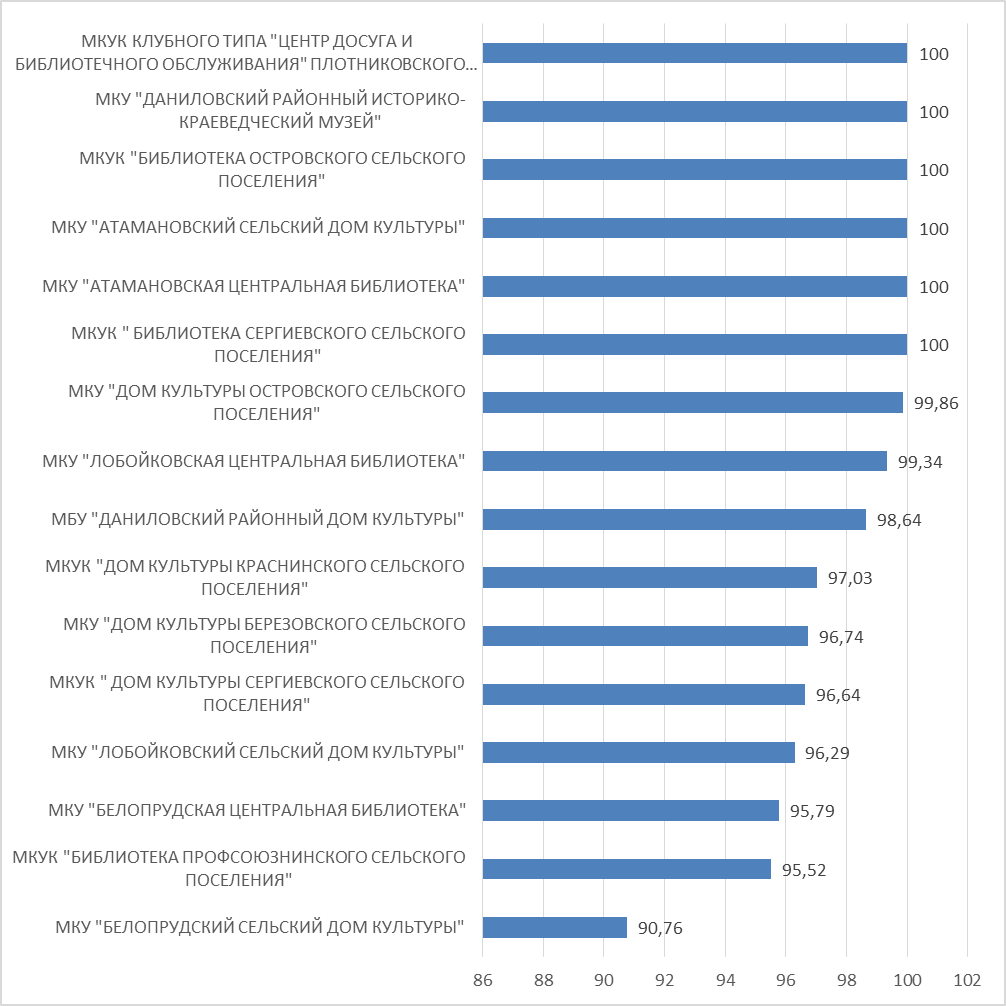 МКУК КЛУБНОГО ТИПА "ЦЕНТР ДОСУГА И
БИБЛИОТЕЧНОГО ОБСЛУЖИВАНИЯ" ПЛОТНИКОВСКОГО...
100
МКУ "ДАНИЛОВСКИЙ РАЙОННЫЙ ИСТОРИКО-
КРАЕВЕДЧЕСКИЙ МУЗЕЙ"
100
МКУК "БИБЛИОТЕКА ОСТРОВСКОГО СЕЛЬСКОГО
ПОСЕЛЕНИЯ"
100
МКУ "АТАМАНОВСКИЙ СЕЛЬСКИЙ ДОМ КУЛЬТУРЫ"
100
МКУ "АТАМАНОВСКАЯ ЦЕНТРАЛЬНАЯ БИБЛИОТЕКА"
100
МКУК " БИБЛИОТЕКА СЕРГИЕВСКОГО СЕЛЬСКОГО
ПОСЕЛЕНИЯ"
100
МКУ "ДОМ КУЛЬТУРЫ ОСТРОВСКОГО СЕЛЬСКОГО
ПОСЕЛЕНИЯ"
99,86
МКУ "ЛОБОЙКОВСКАЯ ЦЕНТРАЛЬНАЯ БИБЛИОТЕКА"
99,34
МБУ "ДАНИЛОВСКИЙ РАЙОННЫЙ ДОМ КУЛЬТУРЫ"
98,64
МКУК "ДОМ КУЛЬТУРЫ КРАСНИНСКОГО СЕЛЬСКОГО
ПОСЕЛЕНИЯ"
97,03
МКУ "ДОМ КУЛЬТУРЫ БЕРЕЗОВСКОГО СЕЛЬСКОГО
ПОСЕЛЕНИЯ"
96,74
МКУК " ДОМ КУЛЬТУРЫ СЕРГИЕВСКОГО СЕЛЬСКОГО
ПОСЕЛЕНИЯ"
96,64
МКУ "ЛОБОЙКОВСКИЙ СЕЛЬСКИЙ ДОМ КУЛЬТУРЫ"
96,29
МКУ "БЕЛОПРУДСКАЯ ЦЕНТРАЛЬНАЯ БИБЛИОТЕКА"
95,79
МКУК "БИБЛИОТЕКА ПРОФСОЮЗНИНСКОГО СЕЛЬСКОГО
ПОСЕЛЕНИЯ"
95,52
МКУ "БЕЛОПРУДСКИЙ СЕЛЬСКИЙ ДОМ КУЛЬТУРЫ"
90,76
86 88 90 92 94 96 98 100 102